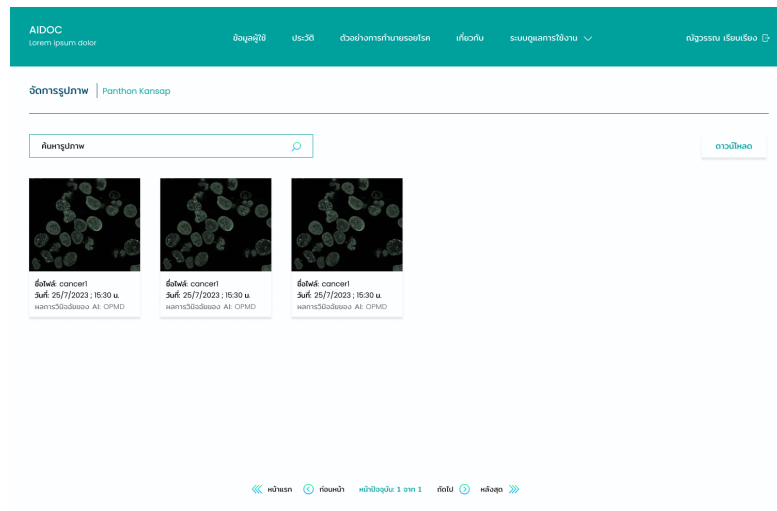 AIDOC
Lorem ipsum dolor
ข้อมูลผู้ใช้ ประวัติ ตัวอย่างการทำนายรอยโรค เกี่ยวกับ ระบบดูแลการใช้งาน ณัฐวรรณ เรียบเรียง
จัดการรูปภาพ Panthon Kansap
ค้นหารูปภาพ ดาวน์โหลด
ชื่อไฟล์: cancer1 ชื่อไฟล์: cancer1 ชื่อไฟล์: cancer1
วันที่: 25/7/2023 ; 15:30 น. วันที่: 25/7/2023 ; 15:30 น. วันที่: 25/7/2023 ; 15:30 น.
ผลการวินิจฉัยของ AI: OPMD ผลการวินิจฉัยของ AI: OPMD ผลการวินิจฉัยของ AI: OPMD
หน้าแรก ก่อนหน้า หน้าปัจจุบัน: 1 จาก 1 ถัดไป หลังสุด